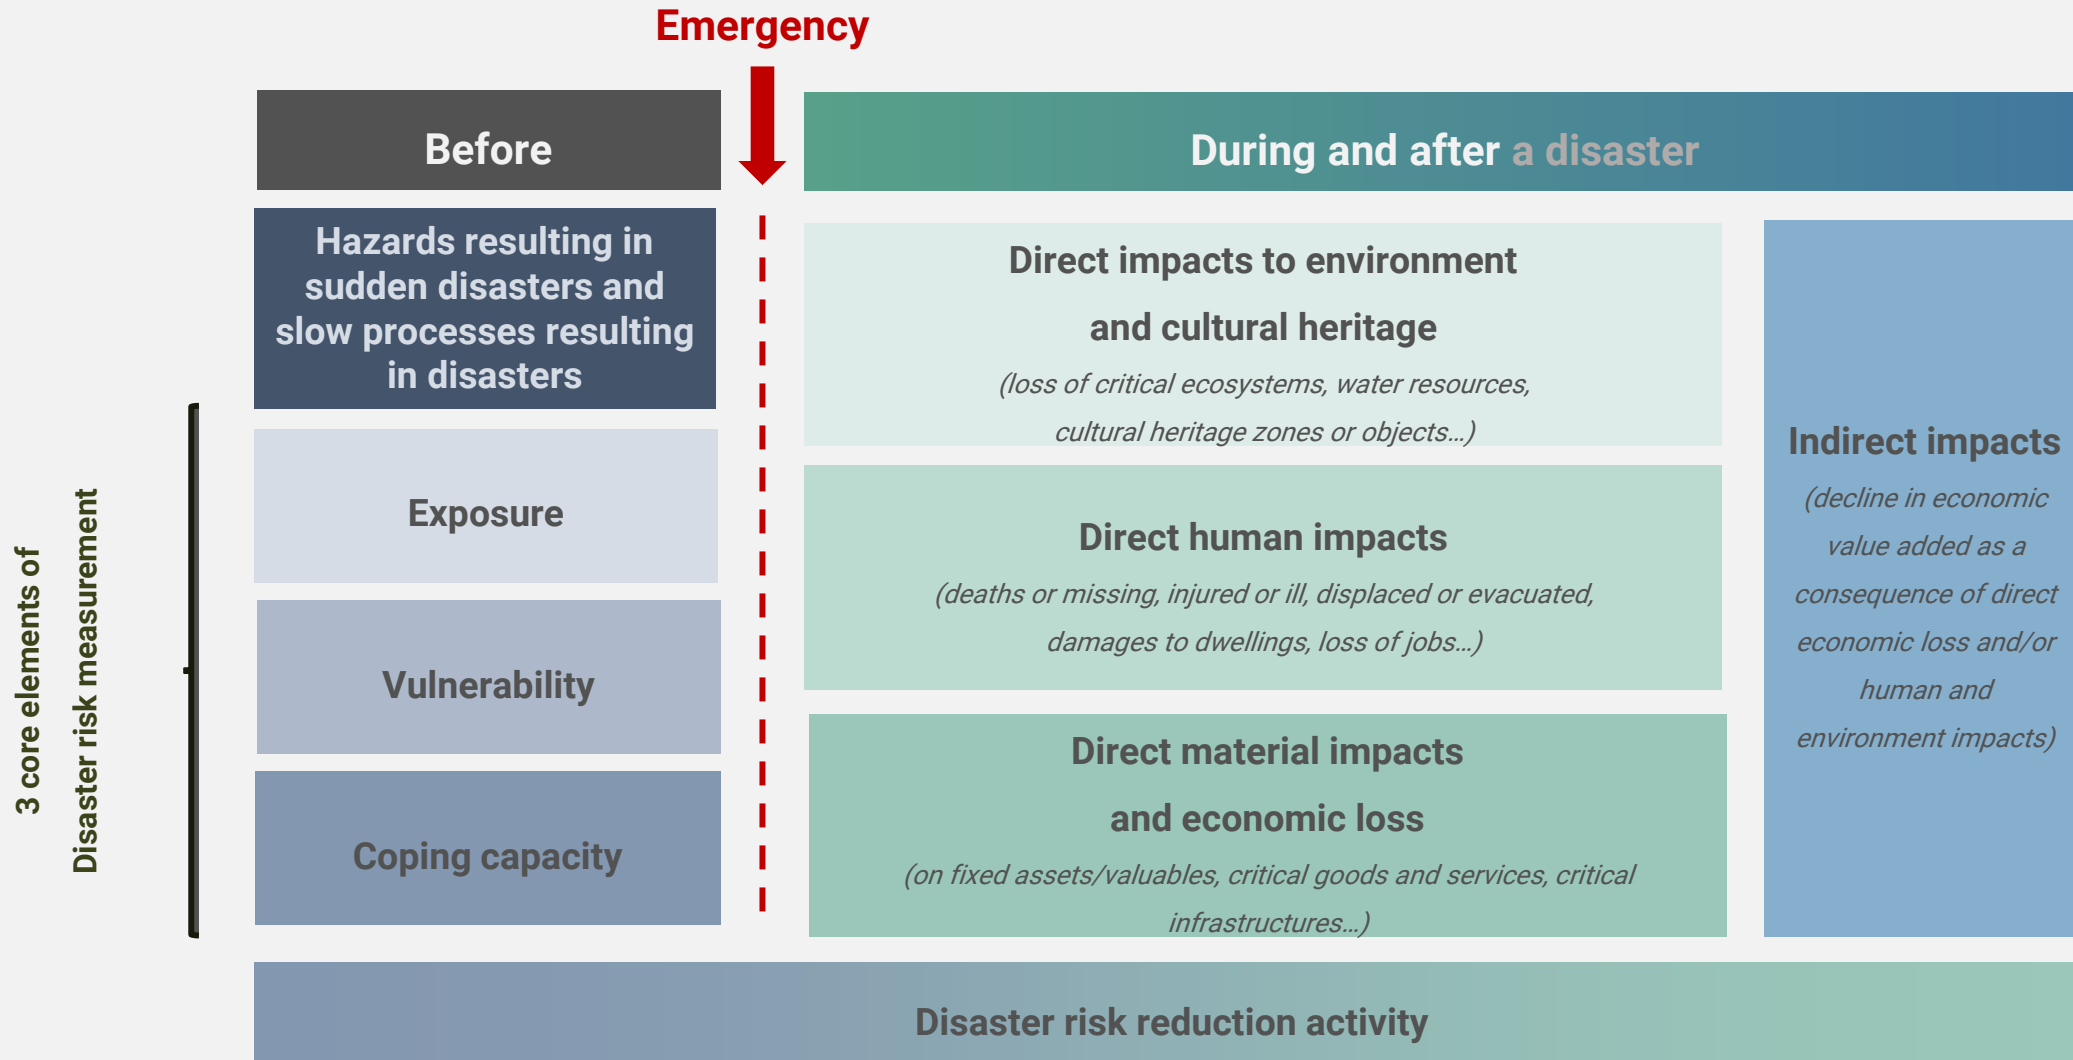 Emergency
Before
During and after a disaster
Hazards resulting in
sudden disasters and
slow processes resulting
in disasters
Exposure
Vulnerability
Coping capacity
3 core elements of
Disaster risk measurement
Direct impacts to environment
and cultural heritage
(loss of critical ecosystems, water resources,
cultural heritage zones or objects...)
Direct human impacts
(deaths or missing, injured or ill, displaced or evacuated,
damages to dwellings, loss of jobs...)
Direct material impacts
and economic loss
(on fixed assets/valuables, critical goods and services, critical
infrastructures...)
Indirect impacts
(decline in economic
value added as a
consequence of direct
economic loss and/or
human and
environment impacts)
Disaster risk reduction activity